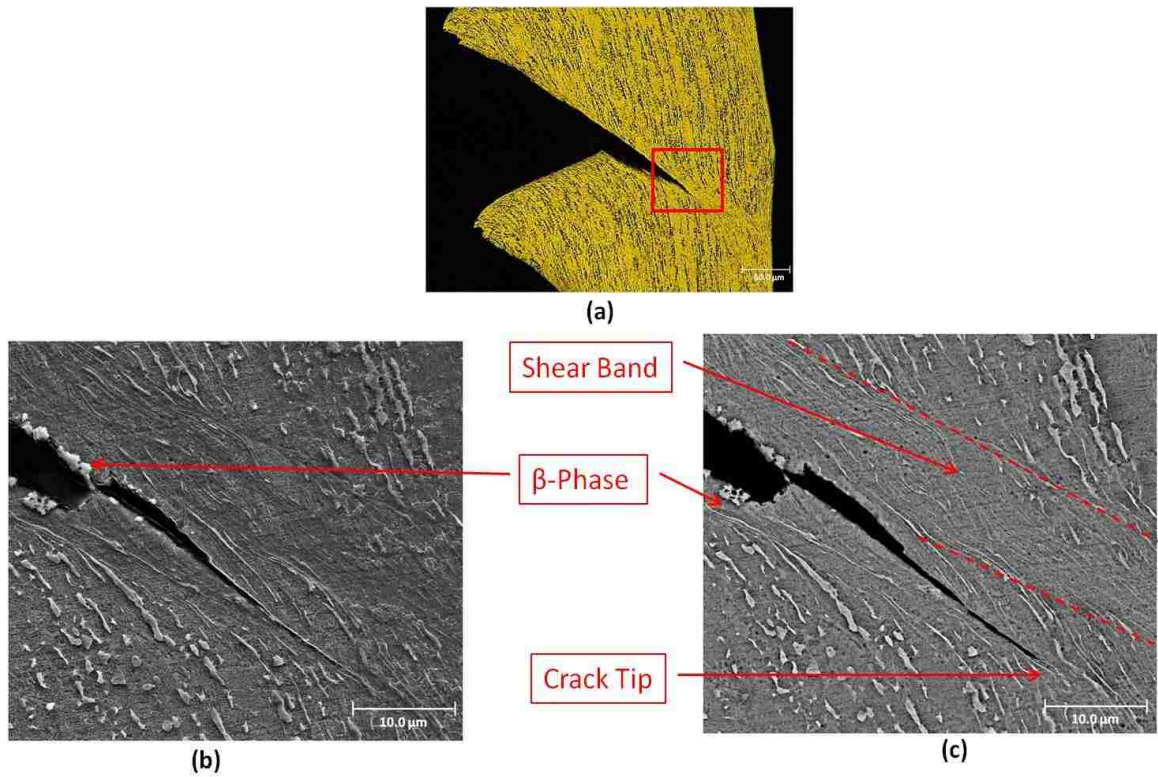 50.0 µm
(a)
Shear Band
β-Phase
Crack Tip
10.0 µm
10.0 µm
(b)
(c)